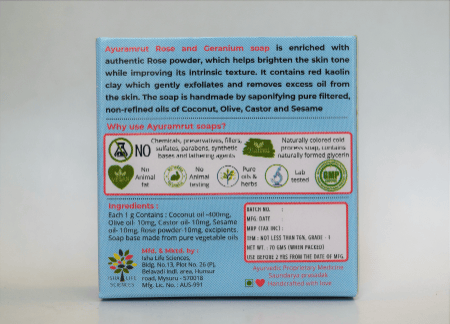 Ayuramrut Rose and Geranium soap is enriched with
authentic Rose powder, which helps brighten the skin tone
while improving its intrinsic texture. It contains red kaolin
clay which gently exfoliates and removes excess oil from
the skin. The soap is handmade by saponifying pure filtered,
non-refined oils of Coconut, Olive, Castor and Sesame
Why use Ayuramrut soaps?
NO
Chemicals, preservatives, fillers,
sulfates, parabens, synthetic
bases and lathering agents
Naturally colored cold
process soap, contains
naturally formed glycerin
No
Animal
fat
No
Animal
testing
Pure
oils &
herbs
Lab
tested
GMP
Ingredients :
Each 1 g Contains : Coconut oil -400mg,
Olive oil- 10mg, Castor oil- 10mg, Sesame
oil- 10mg, Rose powder-10mg, excipients.
Soap base made from pure vegetable oils
BATCH NO. :
MFG. DATE :
MRP (TAX INC) :
TFM : NOT LESS THAN 76%, GRADE - 1
NET WT. : 70 GMS (WHEN PACKED)
USE BEFORE 2 YRS FROM THE DATE OF MFG.
Mfd. & Mktd. by :
Isha Life Sciences,
Bldg. No.13, Plot No. 26 (P),
Belavadi Indl. area, Hunsur
road, Mysuru - 570018
Mfg. Lic. No. : AUS-991
ISHA LIFE
SCIENCES
Ayurvedic Proprietary Medicine
Soundarya prasadak
Handcrafted with love